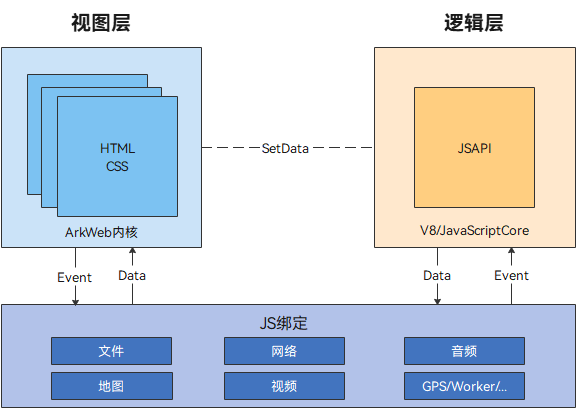 视图层
逻辑层
HTML
CSS
SetData
JSAPI
ArkWeb内核
V8/JavaScriptCore
Event
Data
Data
Event
JS绑定
文件
网络
音频
地图
视频
GPS/Worker/...